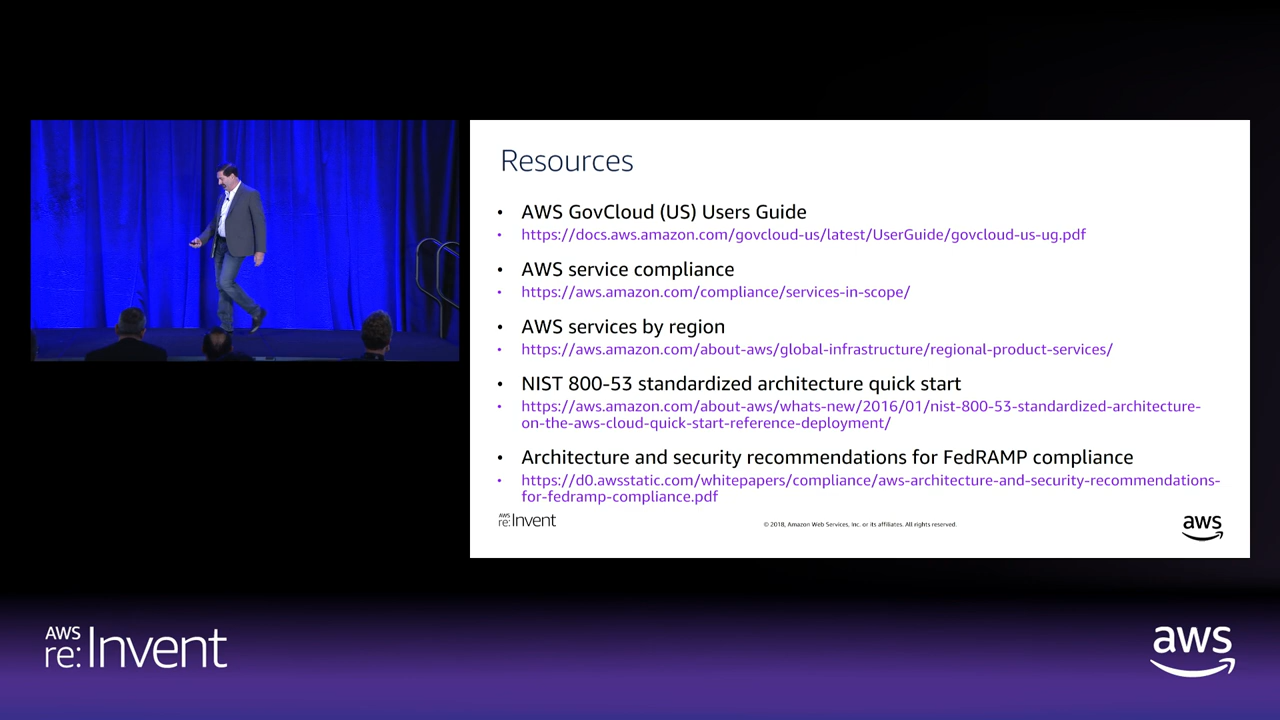 Resources
• AWS GovCloud (US) Users Guide
• https://docs.aws.amazon.com/govcloud-us/latest/UserGuide/govcloud-us-ug.pdf
• AWS service compliance
• https://aws.amazon.com/compliance/services-in-scope/
• AWS services by region
• https://aws.amazon.com/about-aws/global-infrastructure/regional-product-services/
• NIST 800-53 standardized architecture quick start
• https://aws.amazon.com/about-aws/whats-new/2016/01/nist-800-53-standardized-architecture-
on-the-aws-cloud-quick-start-reference-deployment/
• Architecture and security recommendations for FedRAMP compliance
• https://d0.awsstatic.com/whitepapers/compliance/aws-architecture-and-security-recommendations-
for-fedramp-compliance.pdf
AWS
re:Invent
© 2018, Amazon Web Services, Inc. or its affiliates. All rights reserved.
aws
AWS
re:Invent
aws